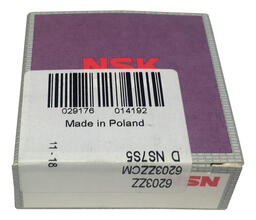 NSK
029176 014192
Made in Poland
11 - 18
D NS7S5
6203ZZCM
6203ZZ
NSK